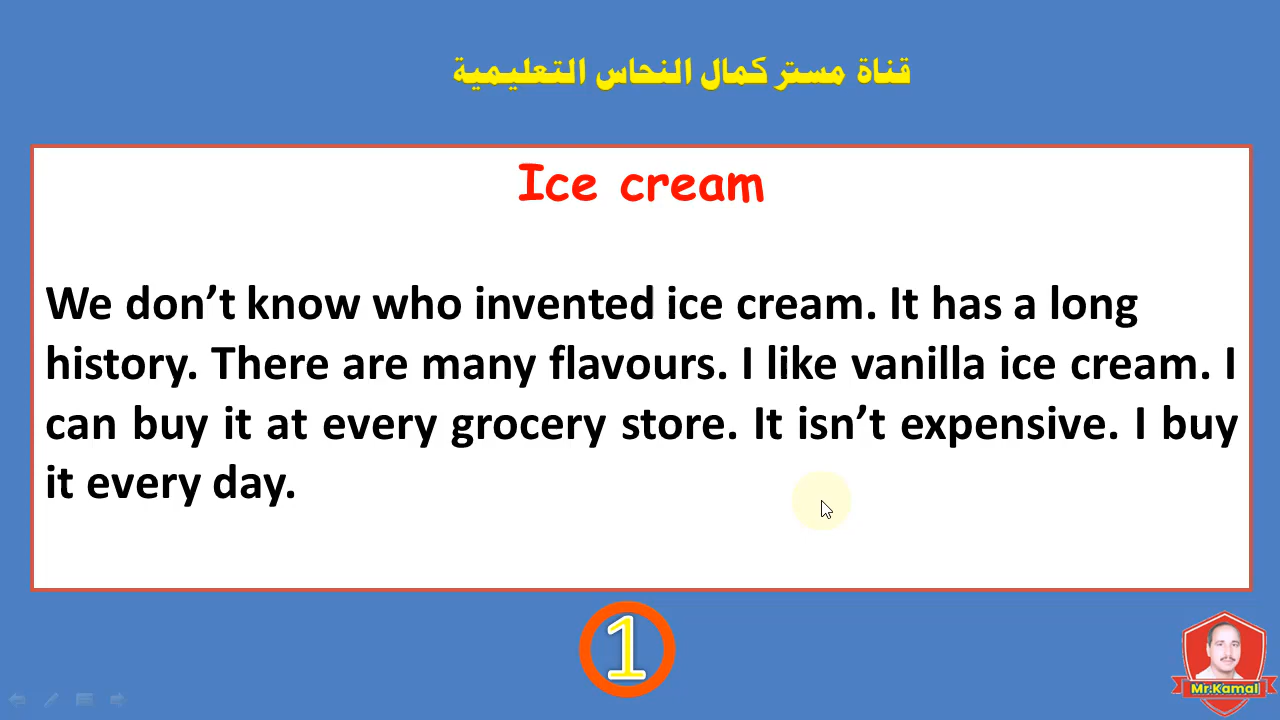 قناة مستر كمال النحاس التعليمية
Ice cream
We don’t know who invented ice cream. It has a long
history. There are many flavours. I like vanilla ice cream. I
can buy it at every grocery store. It isn’t expensive. I buy
it every day.
1
Mr.Kamal